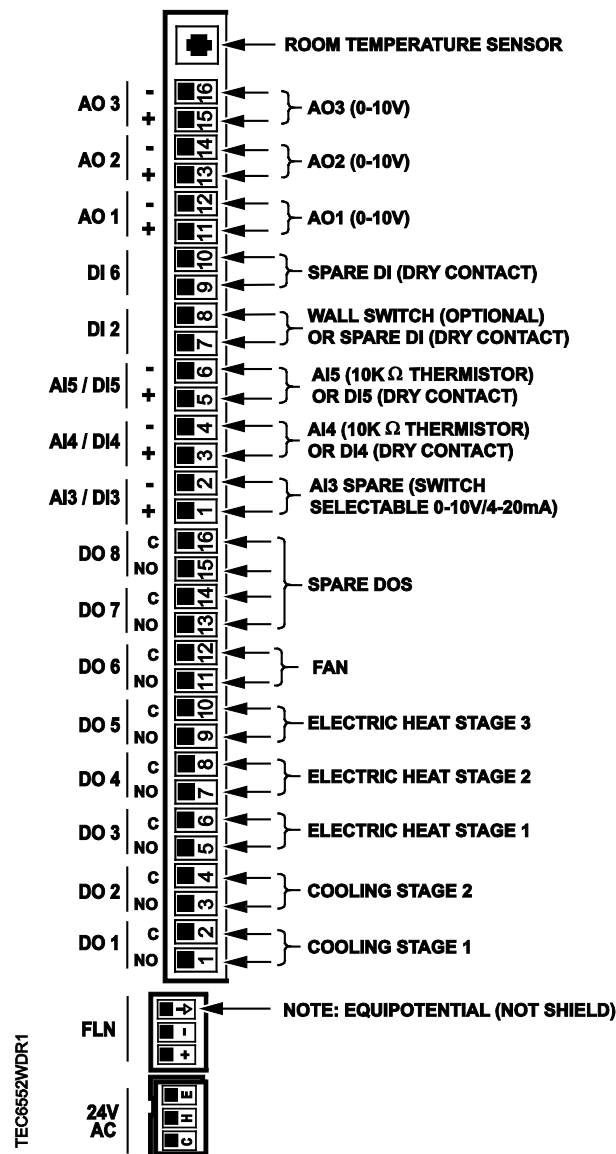 ROOM TEMPERATURE SENSOR
AO 3 - 16
+ 15
AO3 (0-10V)
AO 2 - 14
+ 13
AO2 (0-10V)
AO 1 - 12
+ 11
AO1 (0-10V)
DI 6 10
9
SPARE DI (DRY CONTACT)
DI 2 8
7
WALL SWITCH (OPTIONAL)
OR SPARE DI (DRY CONTACT)
AI5 / DI5 - 6
+ 5
AI5 (10K Ω THERMISTOR)
OR DI5 (DRY CONTACT)
AI4 / DI4 - 4
+ 3
AI4 (10K Ω THERMISTOR)
OR DI4 (DRY CONTACT)
AI3 / DI3 - 2
+ 1
AI3 SPARE (SWITCH
SELECTABLE 0-10V/4-20mA)
DO 8 C 16
NO 15
DO 7 C 14
NO 13
SPARE DOS
DO 6 C 12
NO 11
FAN
DO 5 C 10
NO 9
ELECTRIC HEAT STAGE 3
DO 4 C 8
NO 7
ELECTRIC HEAT STAGE 2
DO 3 C 6
NO 5
ELECTRIC HEAT STAGE 1
DO 2 C 4
NO 3
COOLING STAGE 2
DO 1 C 2
NO 1
COOLING STAGE 1
FLN
-
+
NOTE: EQUIPOTENTIAL (NOT SHIELD)
24V
AC
E
H
C
TEC6552WDR1